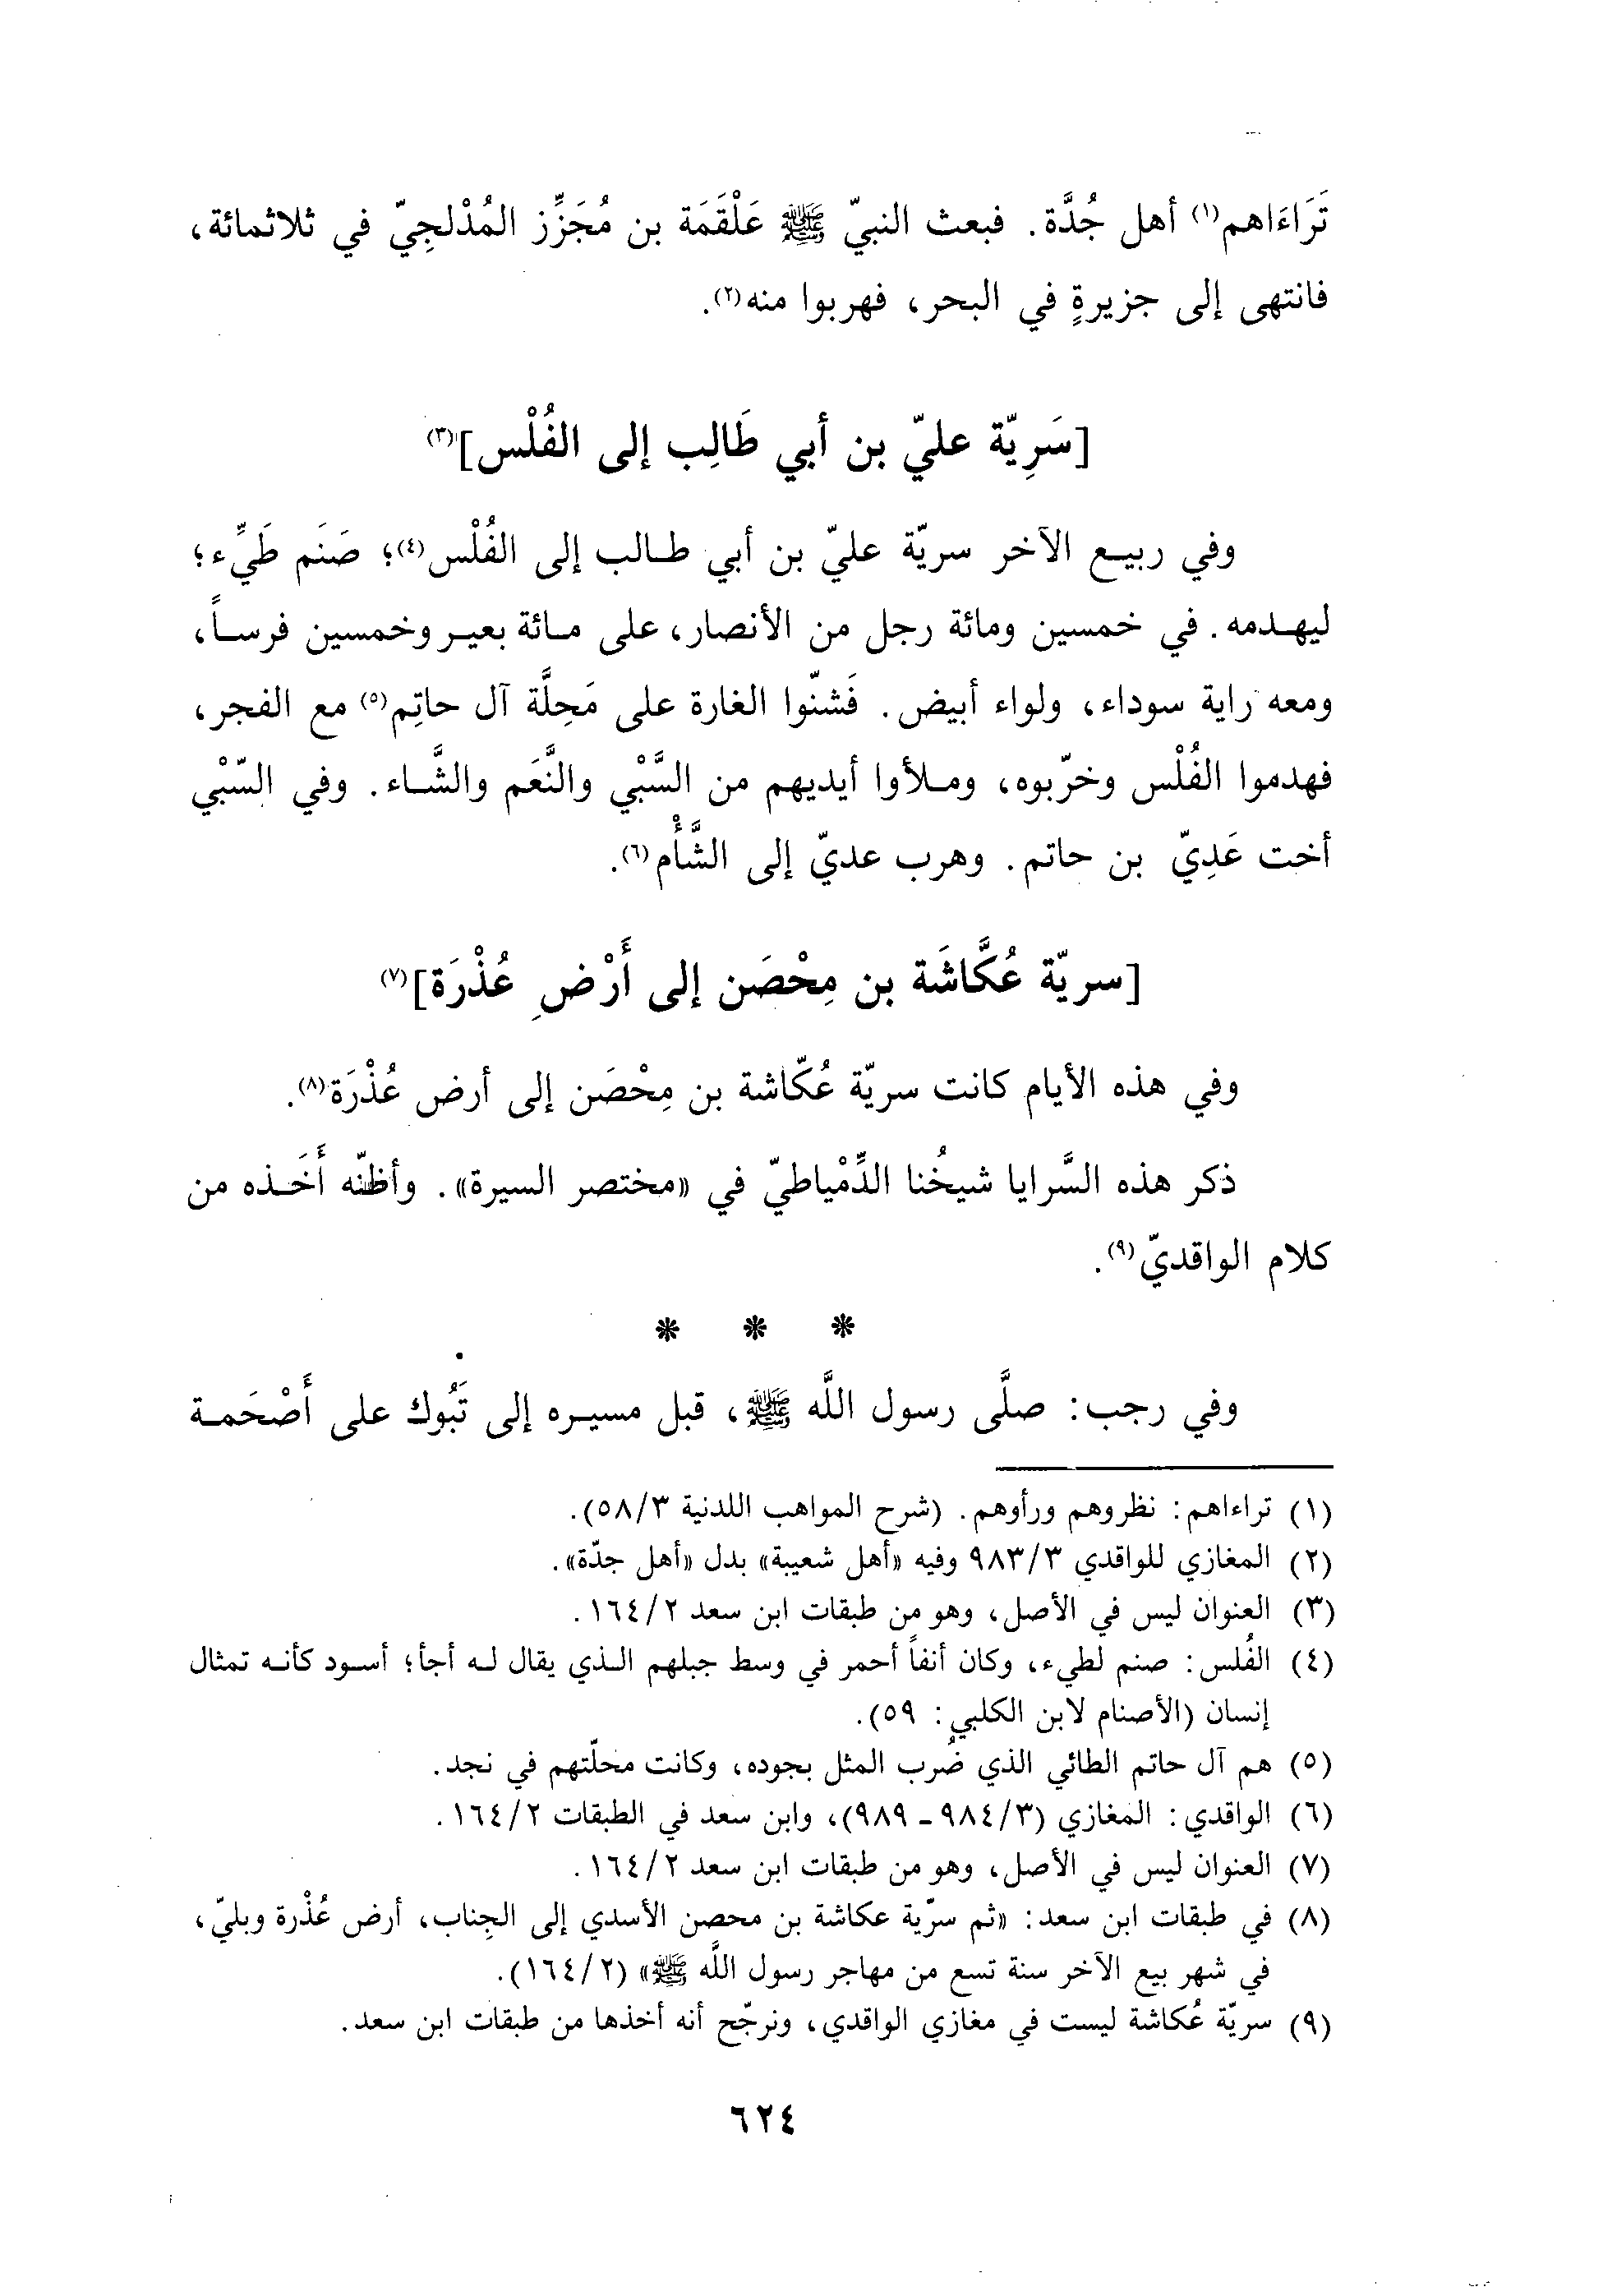 تَرَاءَاهم(١) أهل جُدَّة. فبعث النبيّ ﷺ عَلْقَمَة بن مُجَزِّز المُدْلجِيّ في ثلاثمائة،
فانتهى إلى جزيرةٍ في البحر، فهربوا منه(٢).
[سَرِيّة عليّ بن أبي طَالِب إلى الفُلْس](٣)
وفي ربيع الآخر سريّة عليّ بن أبي طالب إلى الفُلْس(٤)؛ صَنَم طَيِّء؛
ليهدمه. في خمسين ومائة رجل من الأنصار، على مائة بعير وخمسين فرساً،
ومعه راية سوداء، ولواء أبيض. فَشنّوا الغارة على مَحِلَّة آل حاتِم(٥) مع الفجر،
فهدموا الفُلْس وخرّبوه، وملأوا أيديهم من السَّبْي والنَّعَم والشَّاء. وفي السّبْي
أخت عَدِيّ بن حاتم. وهرب عديّ إلى الشَّأْم(٦).
[سريّة عُكَّاشَة بن مِحْصَن إلى أَرْضِ عُذْرَة](٧)
وفي هذه الأيام كانت سريّة عُكّاشة بن مِحْصَن إلى أرض عُذْرَة(٨).
ذكر هذه السَّرايا شيخُنا الدِّمْياطيّ في «مختصر السيرة». وأظنّه أَخَذه من
كلام الواقديّ(٩).
* * *
وفي رجب: صلَّى رسول اللَّه ﷺ، قبل مسيره إلى تَبُوك على أَصْحَمة
(١) تراءاهم: نظروهم ورأوهم. (شرح المواهب اللدنية ٥٨/٣).
(٢) المغازي للواقدي ٩٨٣/٣ وفيه «أهل شعيبة» بدل «أهل جدّة».
(٣) العنوان ليس في الأصل، وهو من طبقات ابن سعد ١٦٤/٢.
(٤) الفُلس: صنم لطيء، وكان أنفاً أحمر في وسط جبلهم الذي يقال له أجأ؛ أسود كأنه تمثال
إنسان (الأصنام لابن الكلبي: ٥٩).
(٥) هم آل حاتم الطائي الذي ضُرب المثل بجوده، وكانت محلّتهم في نجد.
(٦) الواقدي: المغازي (٩٨٤/٣ - ٩٨٩)، وابن سعد في الطبقات ١٦٤/٢.
(٧) العنوان ليس في الأصل، وهو من طبقات ابن سعد ١٦٤/٢.
(٨) في طبقات ابن سعد: «ثم سرّية عكاشة بن محصن الأسدي إلى الجِناب، أرض عُذْرة وبليّ،
في شهر بيع الآخر سنة تسع من مهاجر رسول اللَّه ﷺ» (١٦٤/٢).
(٩) سريّة عُكاشة ليست في مغازي الواقدي، ونرجّح أنه أخذها من طبقات ابن سعد.
٦٢٤